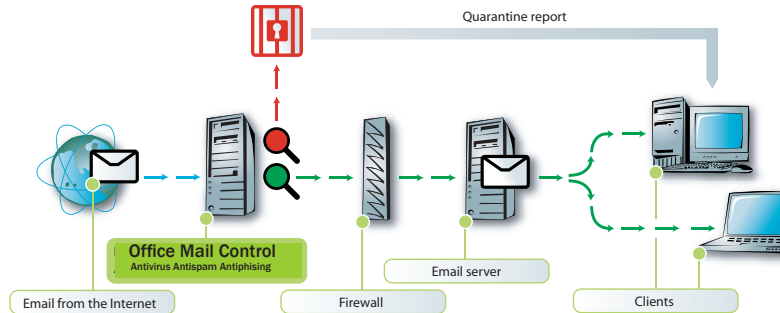 Quarantine report
Office Mail Control
Antivirus Antispam Antiphising
Email server
Email from the Internet
Firewall
Clients